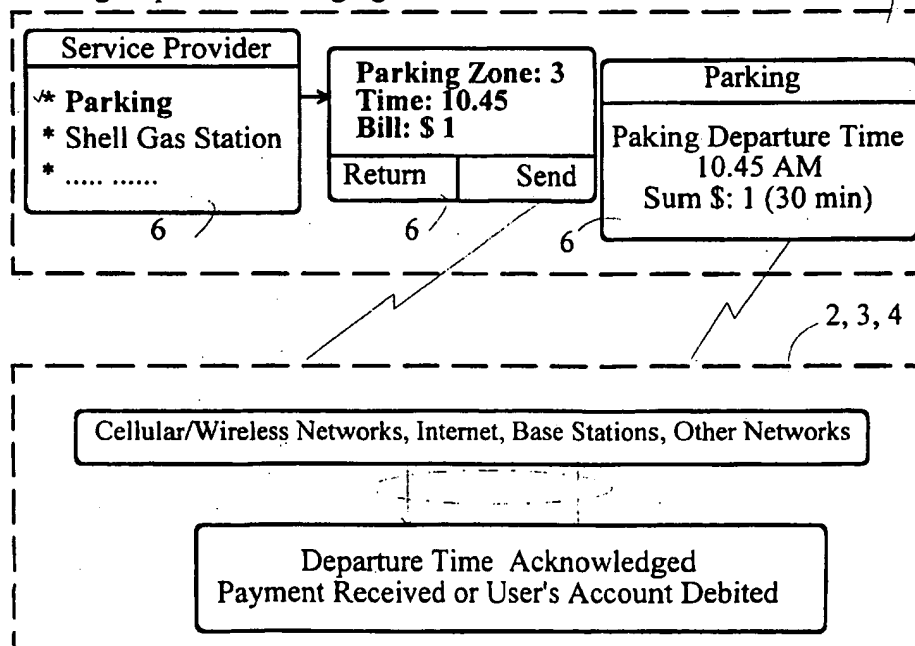 Service Provider
* Parking
* Shell Gas Station
* ..... ......
6
Parking Zone: 3
Time: 10.45
Bill: $ 1
Return Send
6
Parking
Paking Departure Time
10.45 AM
Sum $: 1 (30 min)
6
2, 3, 4
Cellular/Wireless Networks, Internet, Base Stations, Other Networks
Departure Time Acknowledged
Payment Received or User's Account Debited